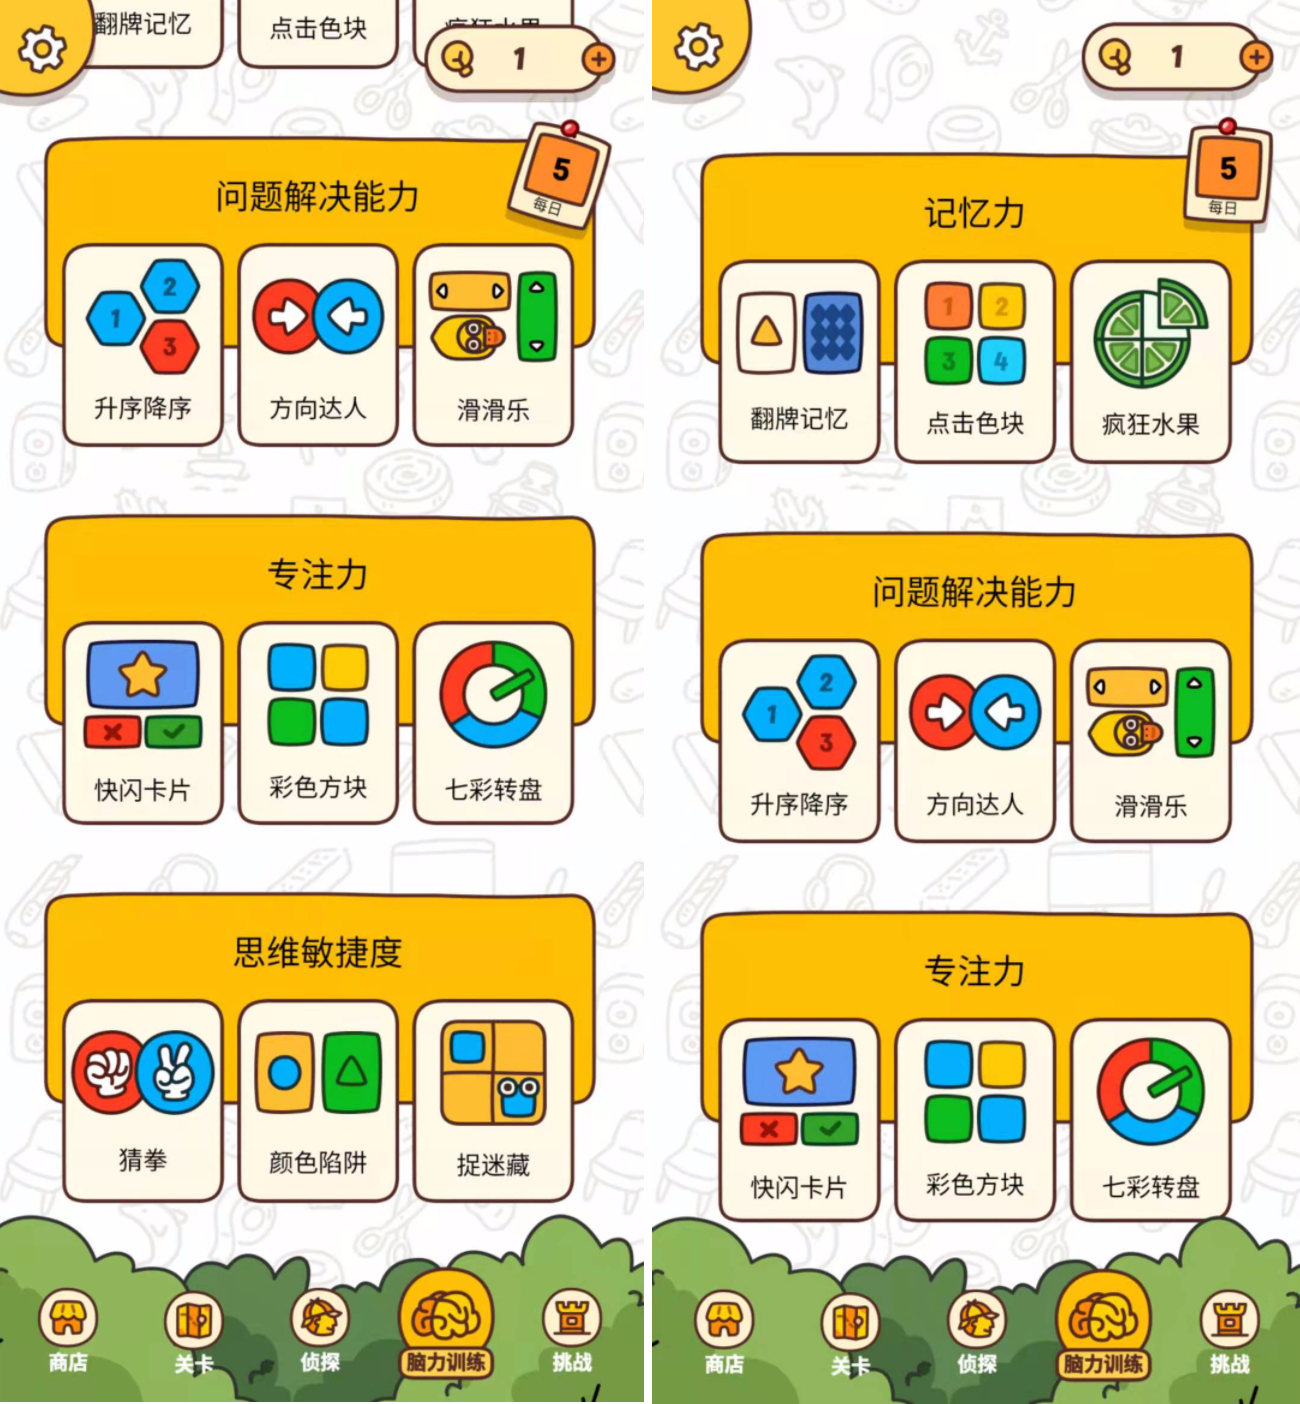 翻牌记忆
点击色块
疯狂水果
1
5
每日
问题解决能力
1
2
3
升序降序
方向达人
滑滑乐
专注力
快闪卡片
彩色方块
七彩转盘
思维敏捷度
猜拳
颜色陷阱
捉迷藏
商店
关卡
侦探
脑力训练
挑战
1
5
每日
记忆力
1
2
3
4
翻牌记忆
点击色块
疯狂水果
问题解决能力
1
2
3
升序降序
方向达人
滑滑乐
专注力
快闪卡片
彩色方块
七彩转盘
商店
关卡
侦探
脑力训练
挑战